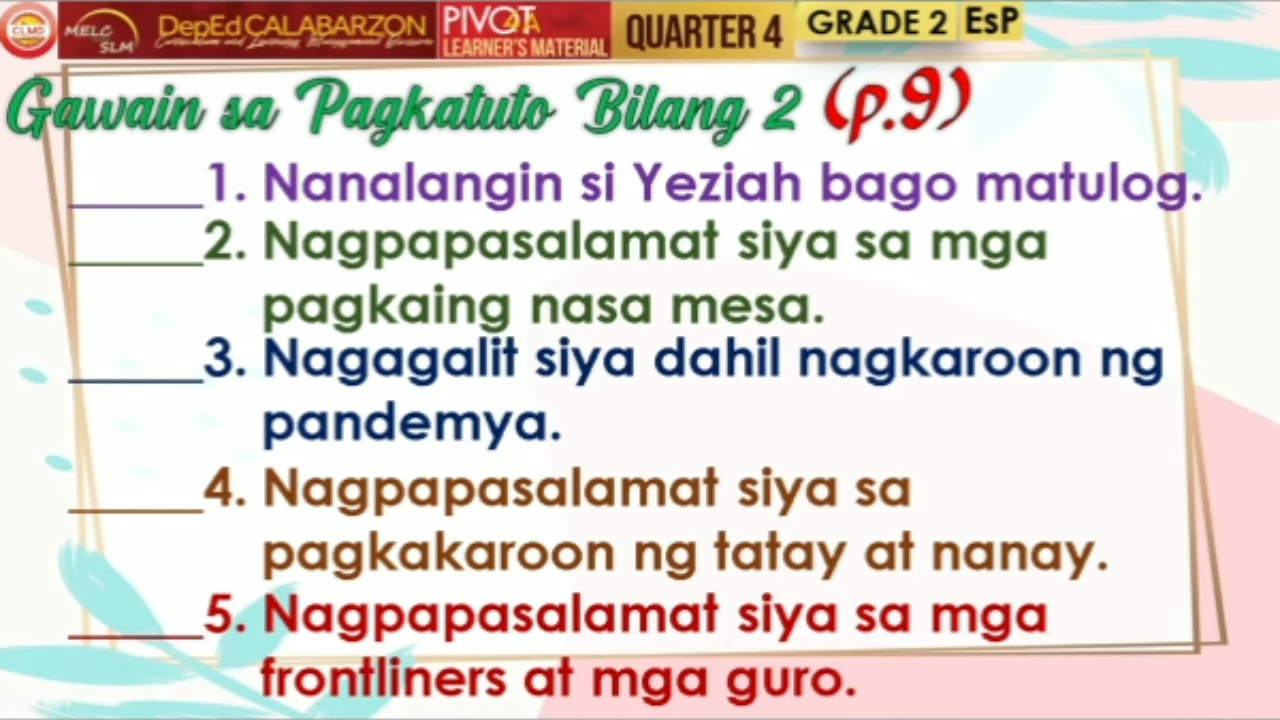 CLMD MELC SLM DepEd CALABARZON PIVOT 4A LEARNER'S MATERIAL QUARTER 4 GRADE 2 EsP
Gawain sa Pagkatuto Bilang 2 (p.9)
______1. Nanalangin si Yeziah bago matulog.
______2. Nagpapasalamat siya sa mga
pagkaing nasa mesa.
______3. Nagagalit siya dahil nagkaroon ng
pandemya.
______4. Nagpapasalamat siya sa
pagkakaroon ng tatay at nanay.
______5. Nagpapasalamat siya sa mga
frontliners at mga guro.